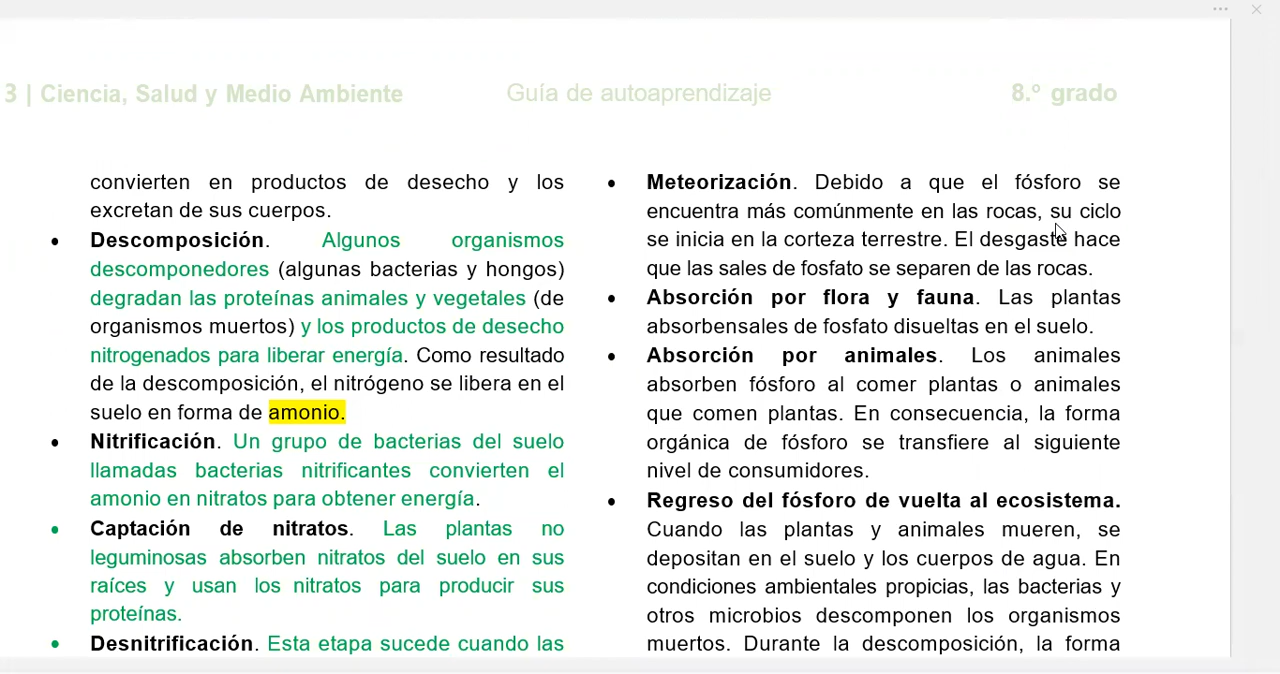 3 | Ciencia, Salud y Medio Ambiente Guía de autoaprendizaje 8.º grado
convierten en productos de desecho y los
excretan de sus cuerpos.
• Descomposición. Algunos organismos
descomponedores (algunas bacterias y hongos)
degradan las proteínas animales y vegetales (de
organismos muertos) y los productos de desecho
nitrogenados para liberar energía. Como resultado
de la descomposición, el nitrógeno se libera en el
suelo en forma de amonio.
• Nitrificación. Un grupo de bacterias del suelo
llamadas bacterias nitrificantes convierten el
amonio en nitratos para obtener energía.
• Captación de nitratos. Las plantas no
leguminosas absorben nitratos del suelo en sus
raíces y usan los nitratos para producir sus
proteínas.
• Desnitrificación. Esta etapa sucede cuando las
• Meteorización. Debido a que el fósforo se
encuentra más comúnmente en las rocas, su ciclo
se inicia en la corteza terrestre. El desgaste hace
que las sales de fosfato se separen de las rocas.
• Absorción por flora y fauna. Las plantas
absorbensales de fosfato disueltas en el suelo.
• Absorción por animales. Los animales
absorben fósforo al comer plantas o animales
que comen plantas. En consecuencia, la forma
orgánica de fósforo se transfiere al siguiente
nivel de consumidores.
• Regreso del fósforo de vuelta al ecosistema.
Cuando las plantas y animales mueren, se
depositan en el suelo y los cuerpos de agua. En
condiciones ambientales propicias, las bacterias y
otros microbios descomponen los organismos
muertos. Durante la descomposición, la forma